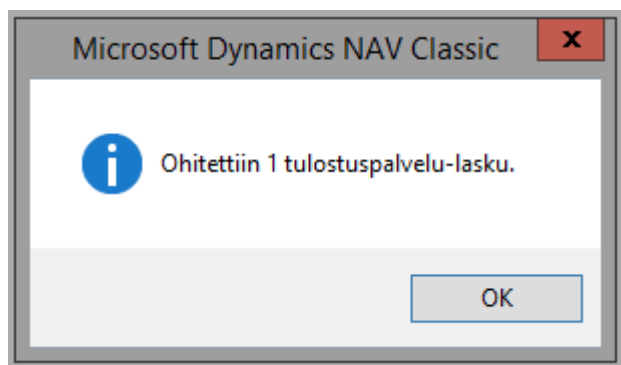 Microsoft Dynamics NAV Classic
x
Ohitettiin 1 tulostuspalvelu-lasku.
OK